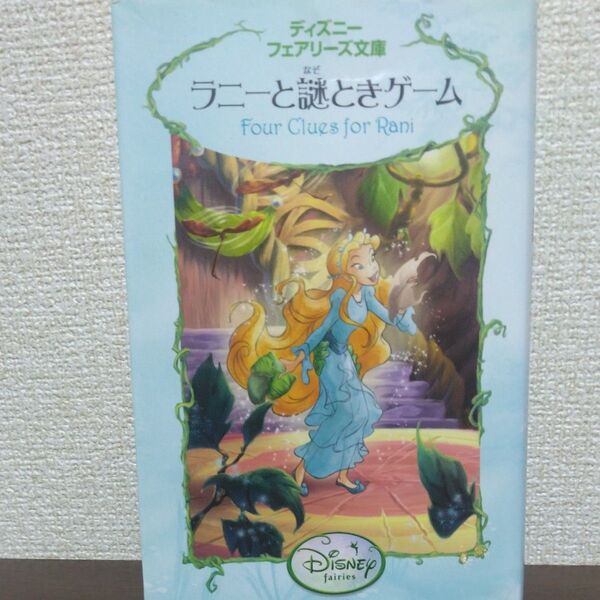 ディズニー
フェアリーズ文庫
なぞ
ラニーと謎ときゲーム
Four Clues for Rani
Disney
fairies